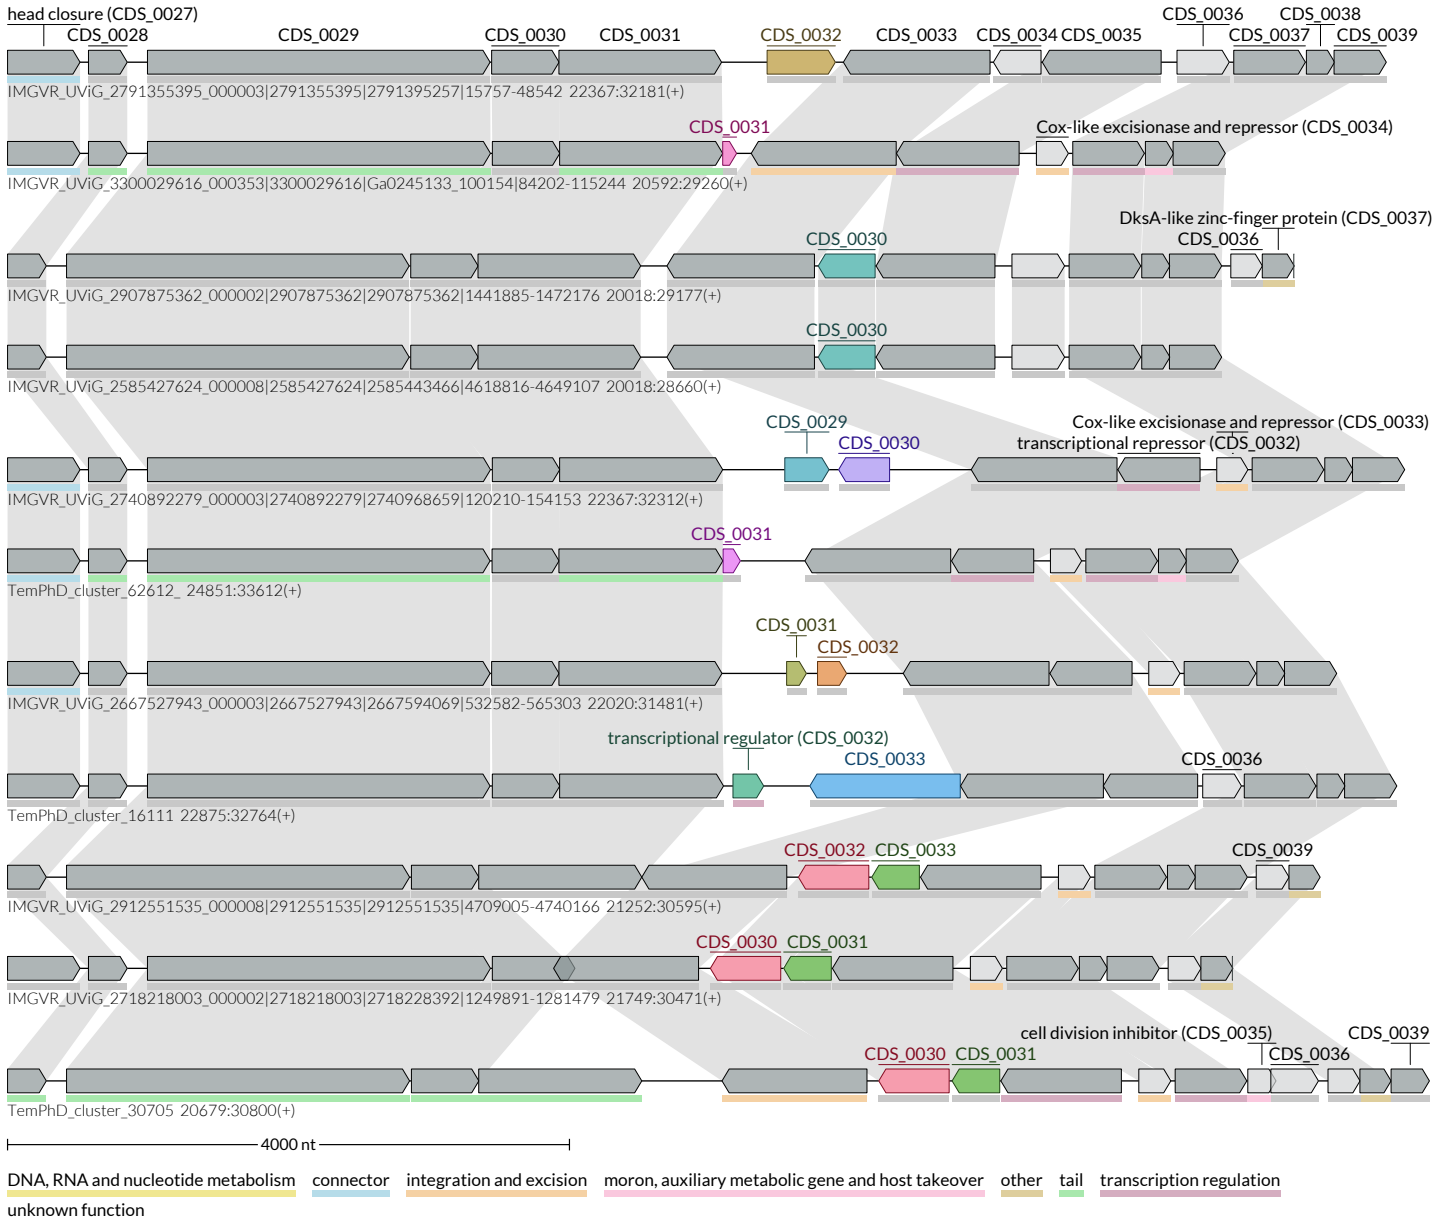 head closure (CDS_0027)
CDS_0028 CDS_0029 CDS_0030 CDS_0031 CDS_0032 CDS_0033 CDS_0034 CDS_0035 CDS_0036 CDS_0037 CDS_0038 CDS_0039
IMGVR_UViG_2791355395_000003|2791355395|2791395257|15757-48542 22367:32181(+)
CDS_0031 Cox-like excisionase and repressor (CDS_0034)
IMGVR_UViG_3300029616_000353|3300029616|Ga0245133_100154|84202-115244 20592:29260(+)
DksA-like zinc-finger protein (CDS_0037)
CDS_0030 CDS_0036
IMGVR_UViG_2907875362_000002|2907875362|2907875362|1441885-1472176 20018:29177(+)
CDS_0030
IMGVR_UViG_2585427624_000008|2585427624|2585443466|4618816-4649107 20018:28660(+)
CDS_0029 Cox-like excisionase and repressor (CDS_0033)
CDS_0030 transcriptional repressor (CDS_0032)
IMGVR_UViG_2740892279_000003|2740892279|2740968659|120210-154153 22367:32312(+)
CDS_0031
TemPhD_cluster_62612_ 24851:33612(+)
CDS_0031
CDS_0032
IMGVR_UViG_2667527943_000003|2667527943|2667594069|532582-565303 22020:31481(+)
transcriptional regulator (CDS_0032)
CDS_0033 CDS_0036
TemPhD_cluster_16111 22875:32764(+)
CDS_0032 CDS_0033 CDS_0039
IMGVR_UViG_2912551535_000008|2912551535|2912551535|4709005-4740166 21252:30595(+)
CDS_0030 CDS_0031
IMGVR_UViG_2718218003_000002|2718218003|2718228392|1249891-1281479 21749:30471(+)
cell division inhibitor (CDS_0035) CDS_0039
CDS_0030 CDS_0031 CDS_0036
TemPhD_cluster_30705 20679:30800(+)
4000 nt
DNA, RNA and nucleotide metabolism connector integration and excision moron, auxiliary metabolic gene and host takeover other tail transcription regulation
unknown function